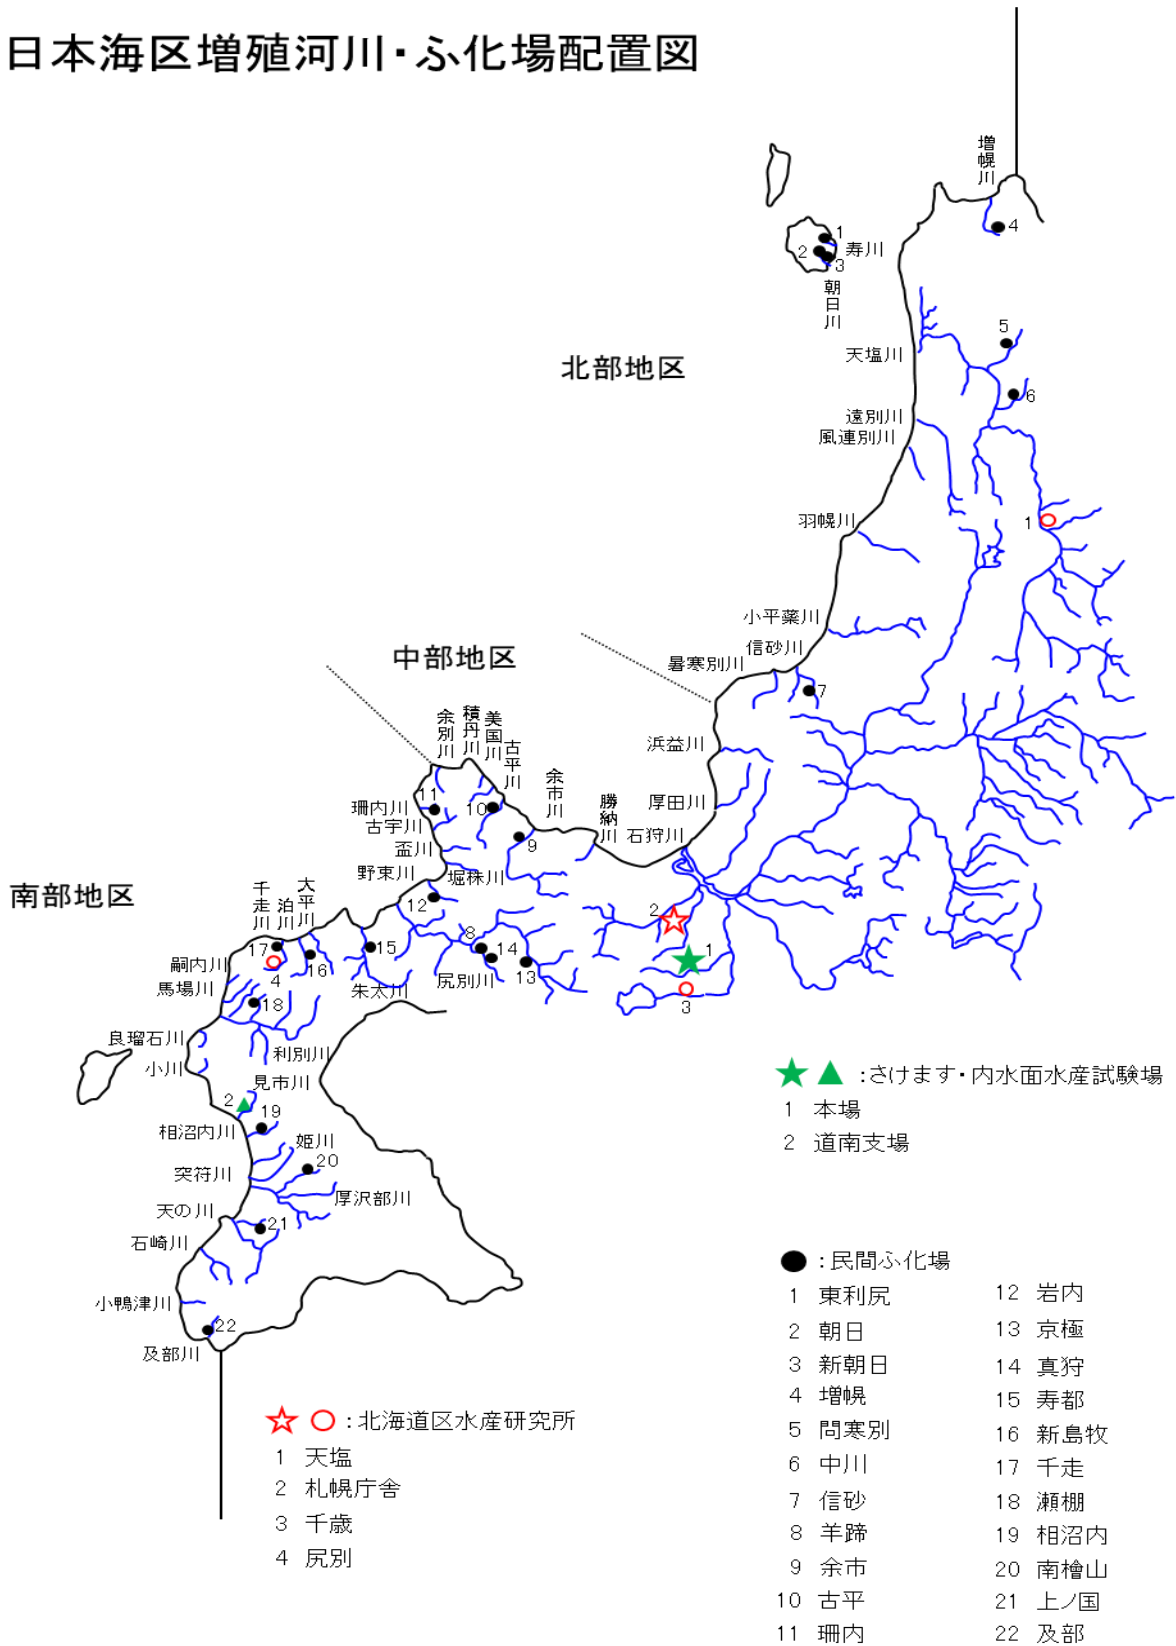 日本海区増殖河川・ふ化場配置図
増幌川
4
1
2
3
寿川
朝日川
5
天塩川
北部地区
6
遠別川
風連別川
羽幌川
1
小平蘂川
信砂川
暑寒別川
7
中部地区
余別川
積丹川
美国川
古平川
余市川
勝納川
浜益川
厚田川
石狩川
11
10
9
珊内川
古宇川
盃川
野束川
堀株川
12
南部地区
千走川
泊川
大平川
17
4
16
15
8
14
13
尻別川
朱太川
2
1
3
嗣内川
馬場川
18
良瑠石川
小川
利別川
見市川
2
19
相沼内川
姫川
20
突符川
厚沢部川
天の川
21
石崎川
小鴨津川
22
及部川
:さけます・内水面水産試験場
1 本場
2 道南支場
:北海道区水産研究所
1 天塩
2 札幌庁舎
3 千歳
4 尻別
:民間ふ化場
1 東利尻
2 朝日
3 新朝日
4 増幌
5 問寒別
6 中川
7 信砂
8 羊蹄
9 余市
10 古平
11 珊内
12 岩内
13 京極
14 真狩
15 寿都
16 新島牧
17 千走
18 瀬棚
19 相沼内
20 南檜山
21 上ノ国
22 及部